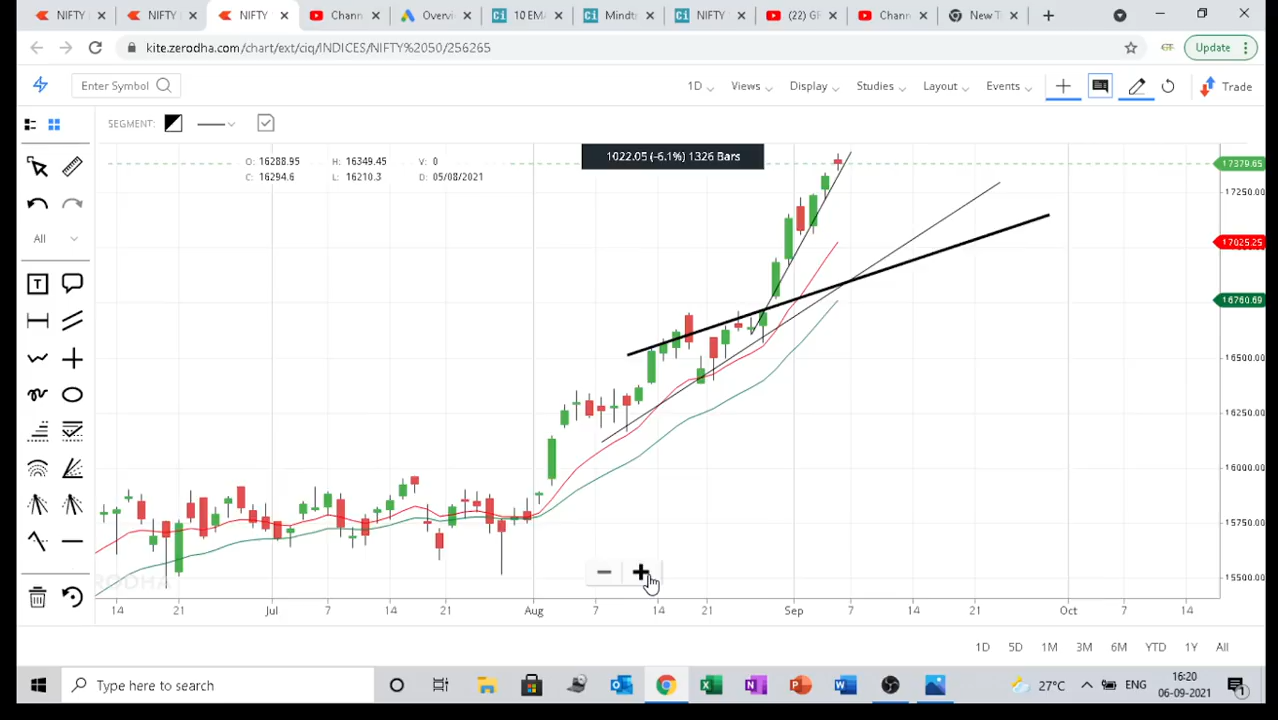 NIFTY
NIFTY
NIFTY
Chann
Overvi
10 EMA
Mindt
NIFTY
(22) GF
Chann
New T
kite.zerodha.com/chart/ext/ciq/INDICES/NIFTY%2050/256265
GT
Update
Enter Symbol
1D
Views
Display
Studies
Layout
Events
Trade
SEGMENT:
O: 16288.95 H: 16349.45 V: 0
C: 16294.6 L: 16210.3 D: 05/08/2021
1022.05 (-6.1%) 1326 Bars
All
T
17379.65
17250.00
17025.25
16760.69
16500.00
16250.00
16000.00
15750.00
15500.00
ZERODHA
14 21 Jul 7 14 21 Aug 7 14 21 Sep 7 14 21 Oct 7 14
1D 5D 1M 3M 6M YTD 1Y All
Type here to search
27°C
ENG
16:20
06-09-2021
1